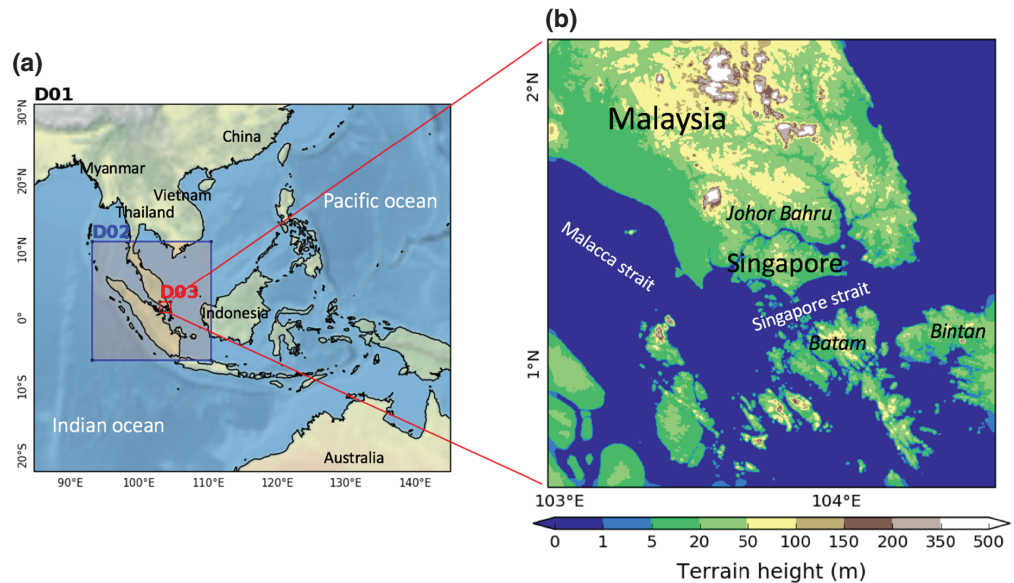 (a)
D01
30°N
20°N
10°N
0°
10°S
20°S
China
Myanmar
Vietnam
Thailand
Pacific ocean
D02
D03
Indonesia
Indian ocean
Australia
90°E 100°E 110°E 120°E 130°E 140°E
(b)
2°N
1°N
Malaysia
Johor Bahru
Malacca strait
Singapore
Singapore strait
Batam
Bintan
103°E 104°E
0 1 5 20 50 100 150 200 350 500
Terrain height (m)